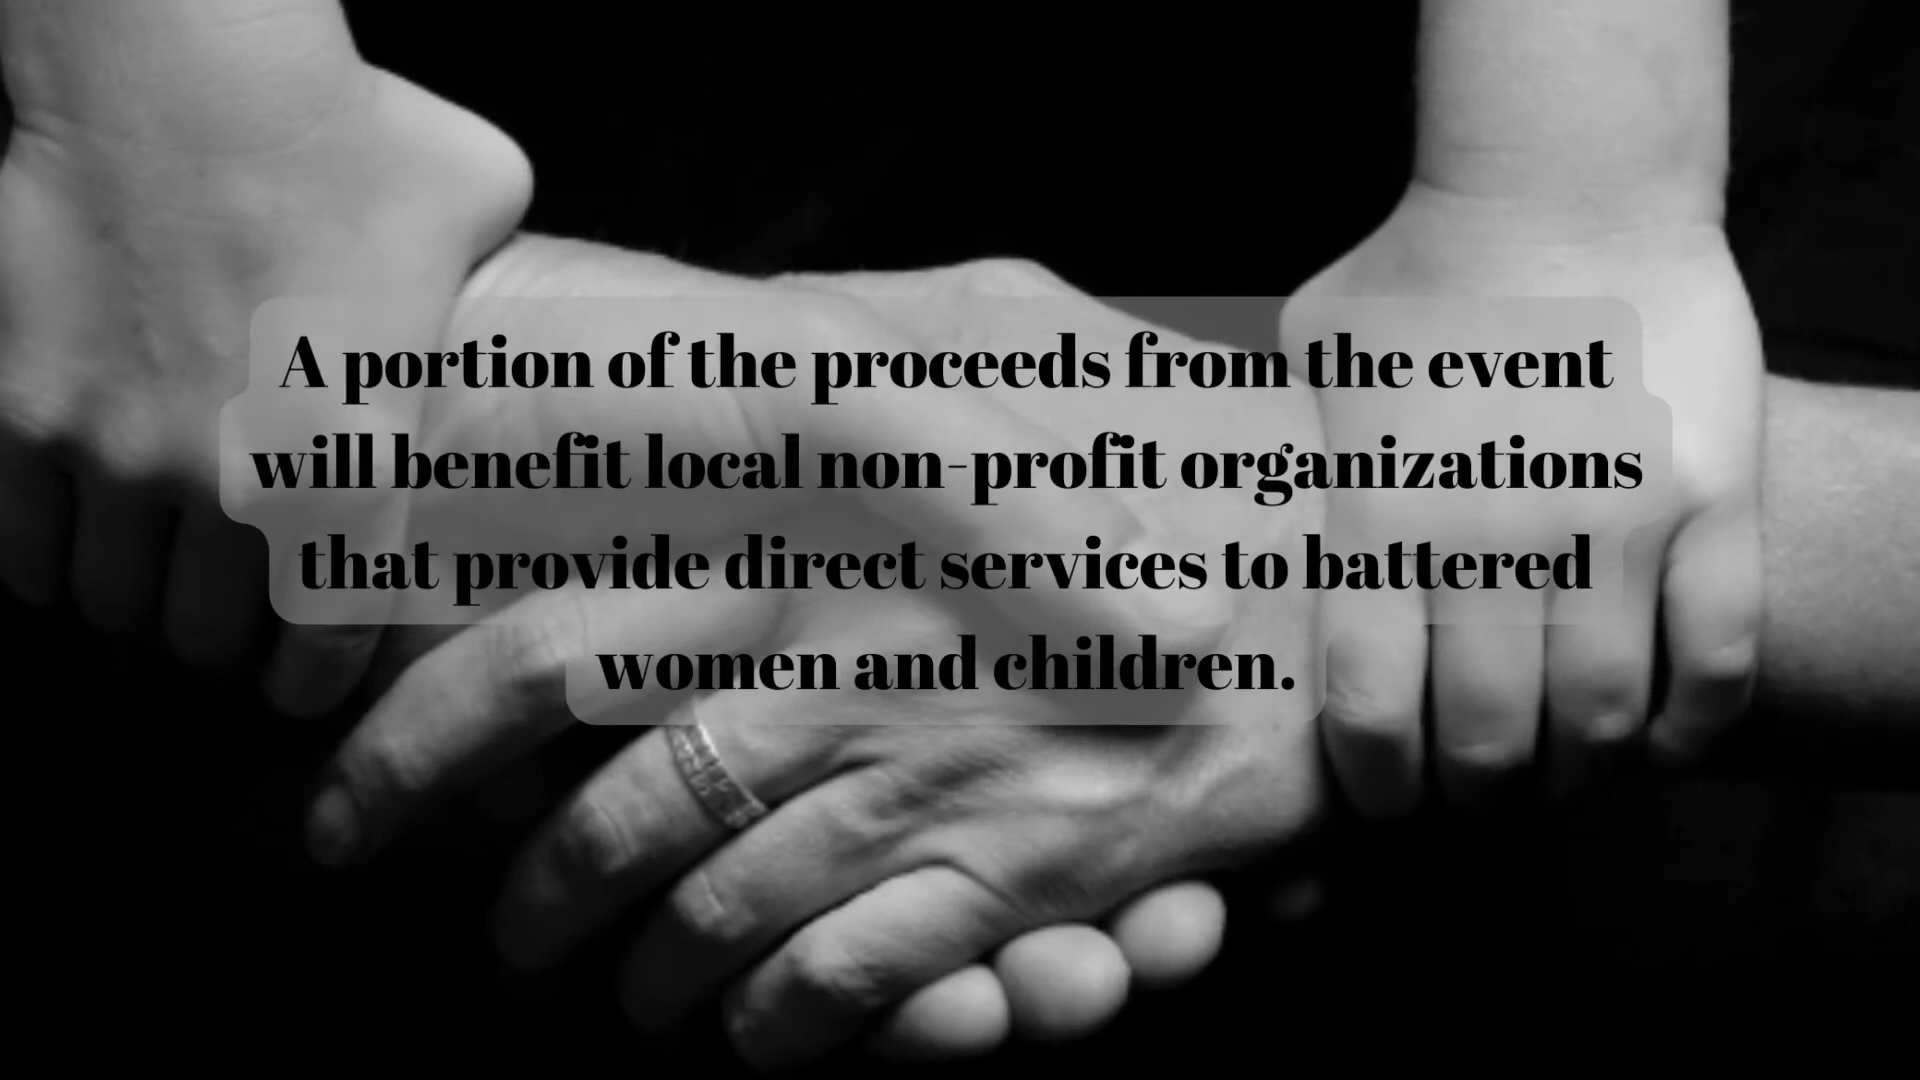 A portion of the proceeds from the event
will benefit local non-profit organizations
that provide direct services to battered
women and children.